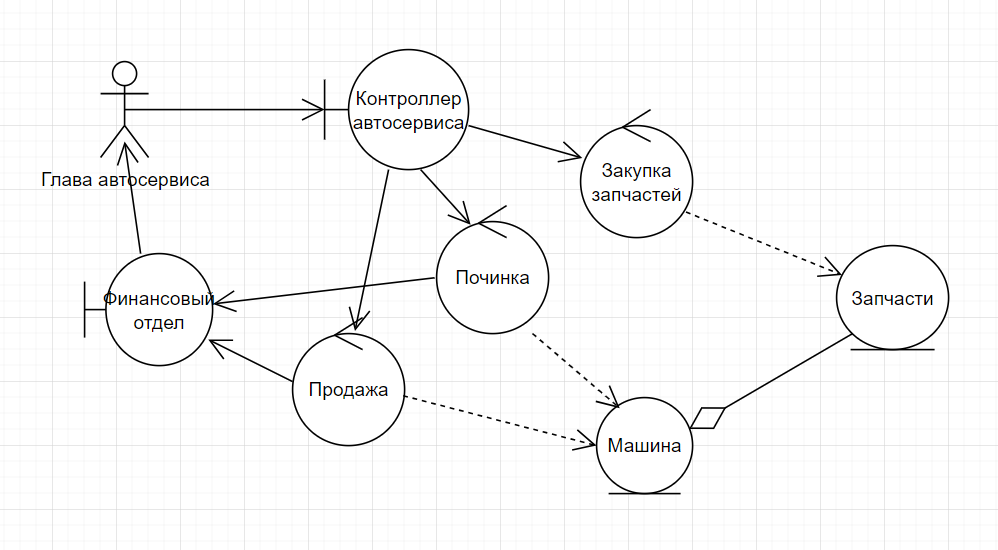 Контроллер
автосервиса
Закупка
запчастей
Глава автосервиса
Починка
Финансовый
отдел
Запчасти
Продажа
Машина